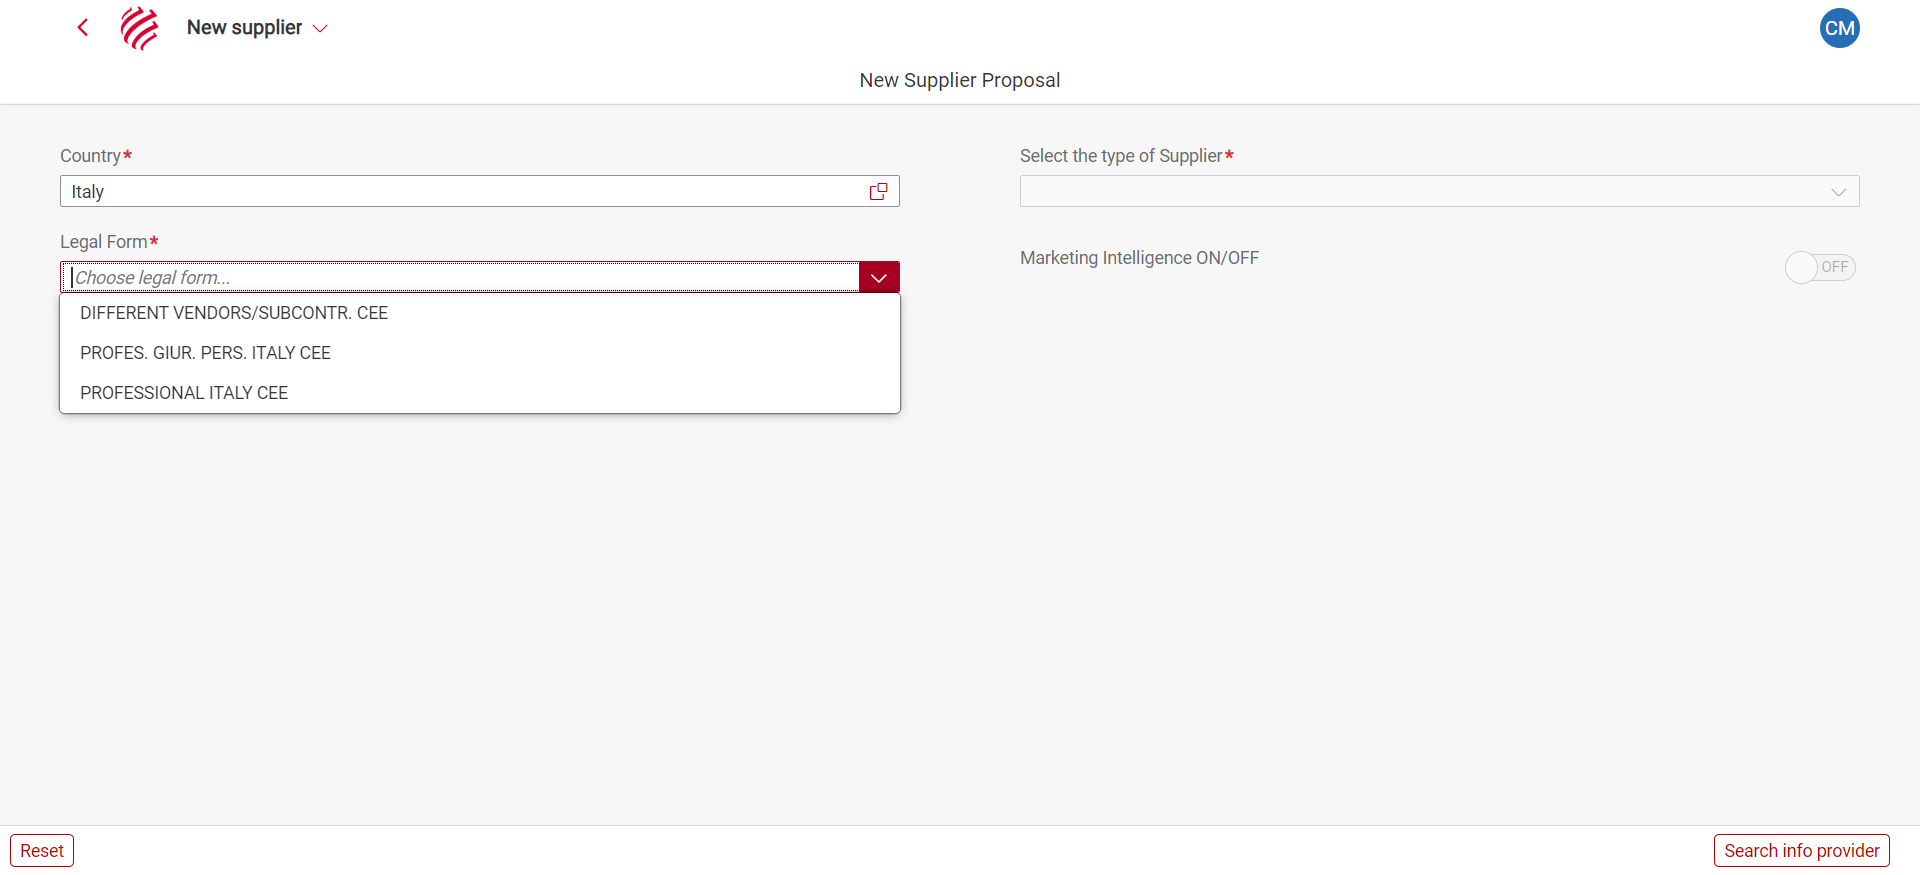 New supplier
CM
New Supplier Proposal
Country*
Italy
Legal Form*
Choose legal form...
DIFFERENT VENDORS/SUBCONTR. CEE
PROFES. GIUR. PERS. ITALY CEE
PROFESSIONAL ITALY CEE
Select the type of Supplier*
Marketing Intelligence ON/OFF
OFF
Reset
Search info provider